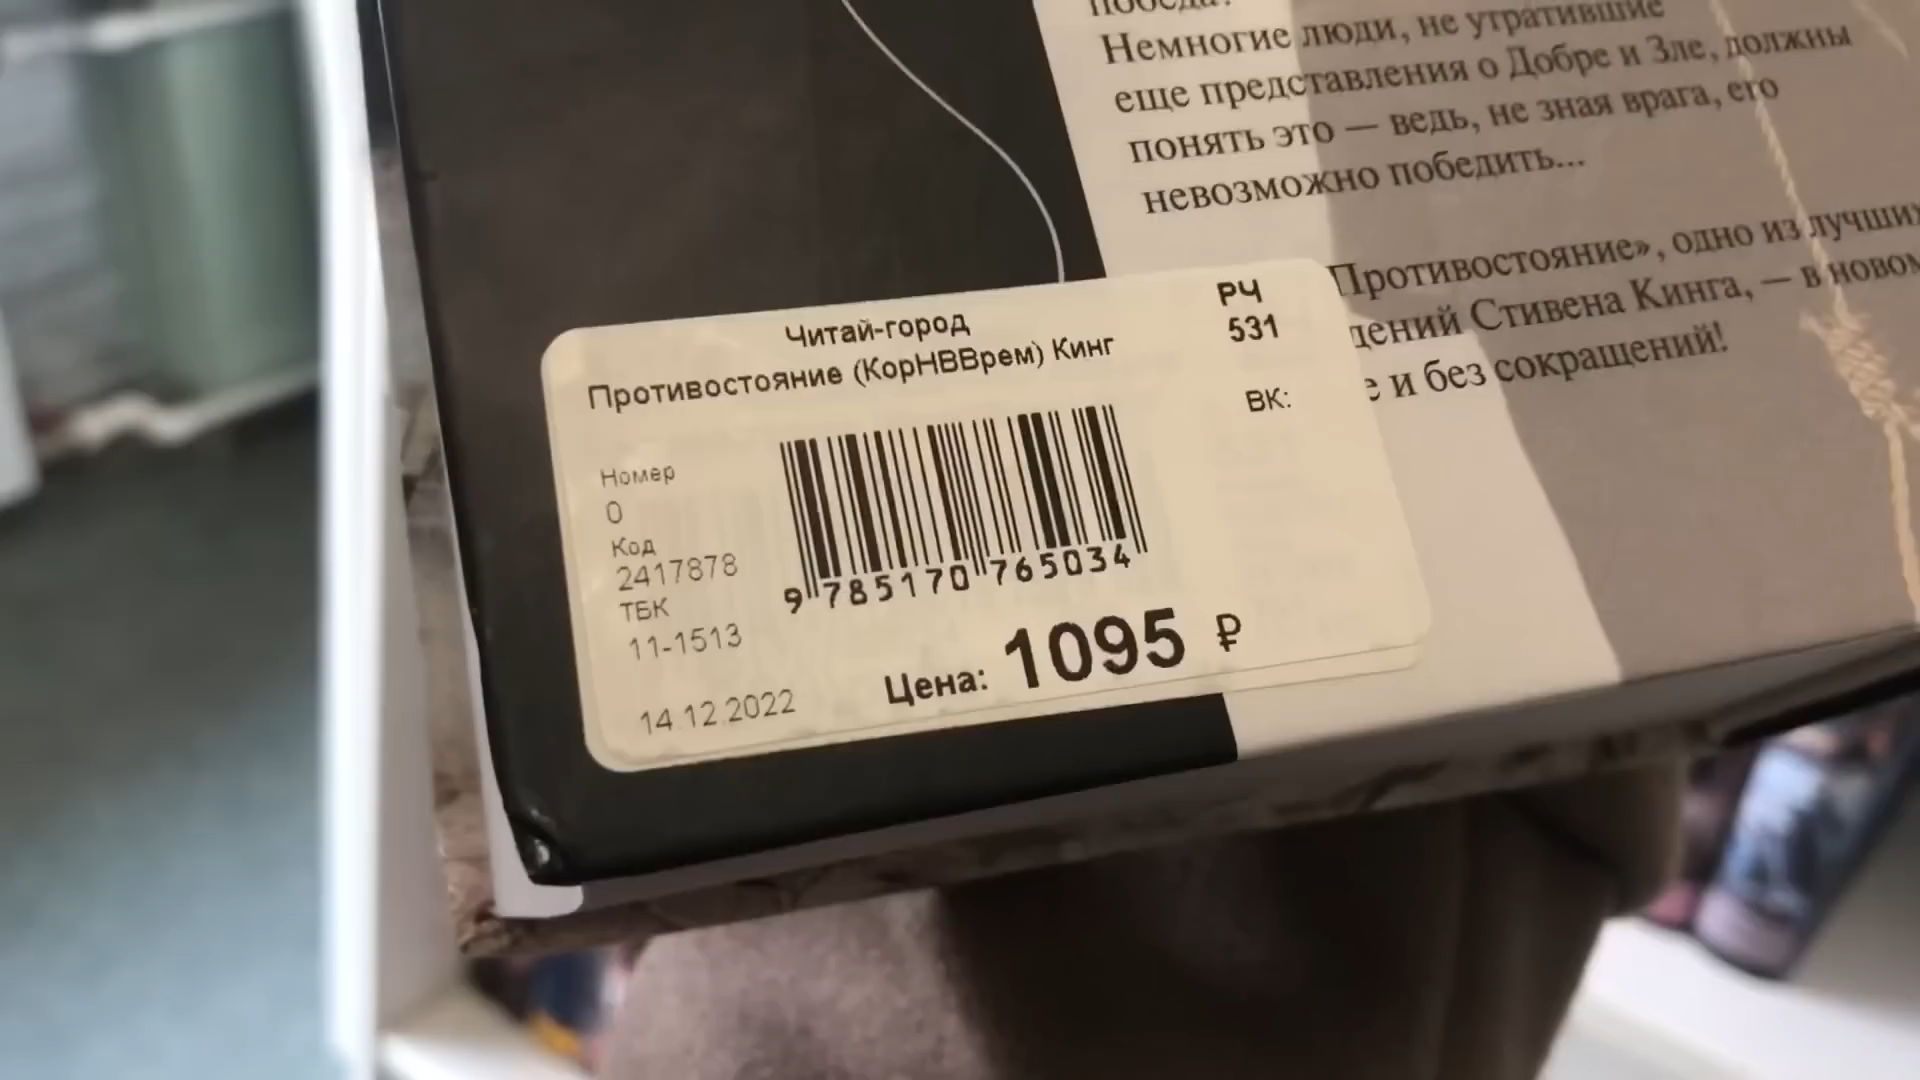 победа?
Немногие люди, не утратившие
еще представления о Добре и Зле, должны
понять это — ведь, не зная врага, его
невозможно победить...
Противостояние», одно из лучших
дений Стивена Кинга, — в новом
е и без сокращений!
Читай-город
Противостояние (КорНВВрем) Кинг
РЧ
531
ВК:
Номер
0
Код
2417878
ТБК
11-1513
14.12.2022
9 785170 765034
Цена: 1095 ₽